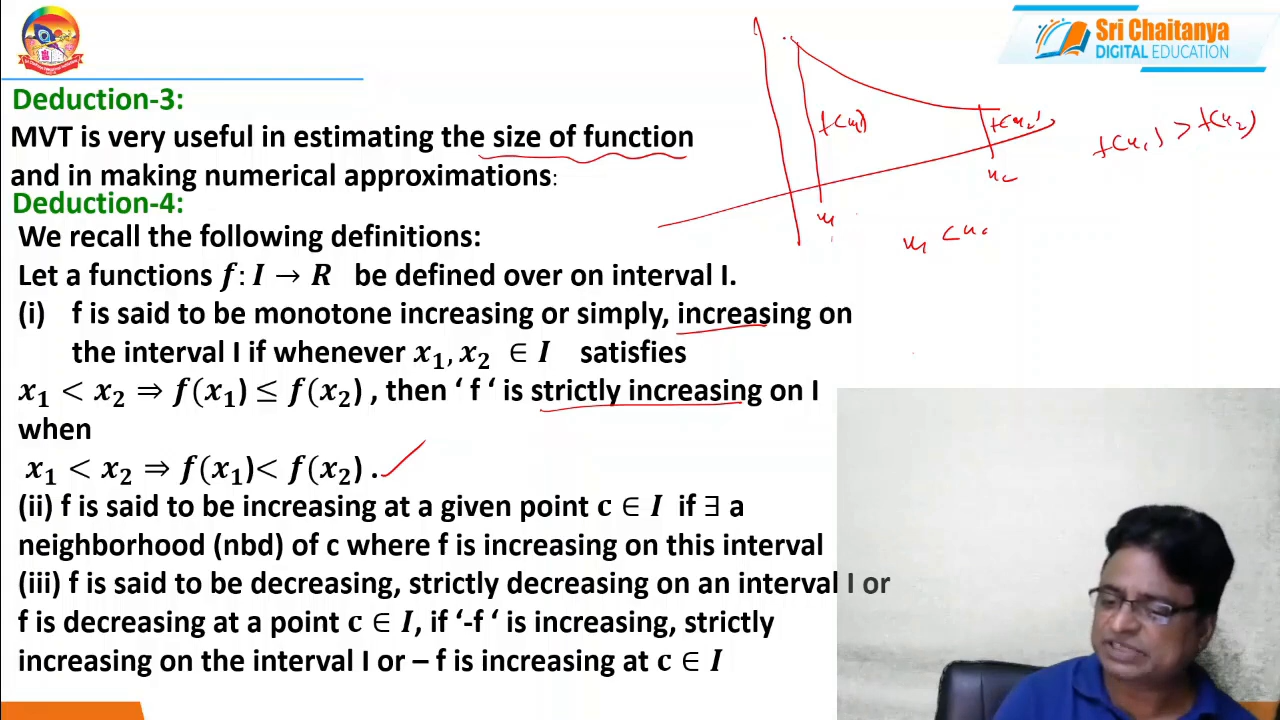 Sri Chaitanya
DIGITAL EDUCATION
Deduction-3:
MVT is very useful in estimating the size of function
and in making numerical approximations:
Deduction-4:
We recall the following definitions:
Let a functions f: I → R be defined over on interval I.
(i) f is said to be monotone increasing or simply, increasing on
the interval I if whenever x₁, x₂ ∈ I satisfies
x₁ < x₂ ⇒ f(x₁) ≤ f(x₂) , then ‘ f ‘ is strictly increasing on I
when
x₁ < x₂ ⇒ f(x₁)< f(x₂) .
(ii) f is said to be increasing at a given point c ∈ I if ∃ a
neighborhood (nbd) of c where f is increasing on this interval
(iii) f is said to be decreasing, strictly decreasing on an interval I or
f is decreasing at a point c ∈ I, if ‘-f ‘ is increasing, strictly
increasing on the interval I or – f is increasing at c ∈ I
f(x₁)
f(x₂)
f(x₁) > f(x₂)
x₁
x₂
x₁ < x₂